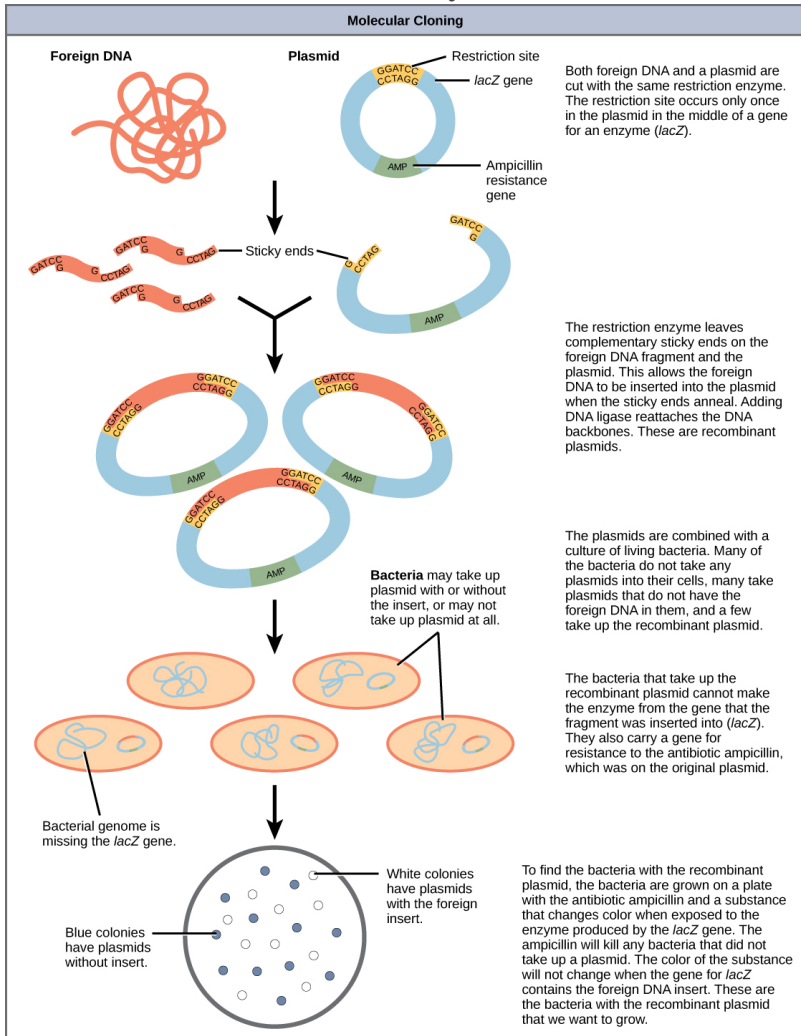 Molecular Cloning
Foreign DNA
Plasmid
Restriction site
GGATCC
CCTAGG
lacZ gene
AMP
Ampicillin
resistance
gene
Both foreign DNA and a plasmid are
cut with the same restriction enzyme.
The restriction site occurs only once
in the plasmid in the middle of a gene
for an enzyme (lacZ).
GATCC
G
G
CCTAG
GATCC
G
G
CCTAG
GATCC
G
G
CCTAG
Sticky ends
G
CCTAG
GATCC
G
AMP
The restriction enzyme leaves
complementary sticky ends on the
foreign DNA fragment and the
plasmid. This allows the foreign
DNA to be inserted into the plasmid
when the sticky ends anneal. Adding
DNA ligase reattaches the DNA
backbones. These are recombinant
plasmids.
GGATCC
CCTAGG
GGATCC
CCTAGG
AMP
GGATCC
CCTAGG
GGATCC
CCTAGG
AMP
GGATCC
CCTAGG
GGATCC
CCTAGG
AMP
The plasmids are combined with a
culture of living bacteria. Many of
the bacteria do not take any
plasmids into their cells, many take
plasmids that do not have the
foreign DNA in them, and a few
take up the recombinant plasmid.
Bacteria may take up
plasmid with or without
the insert, or may not
take up plasmid at all.
The bacteria that take up the
recombinant plasmid cannot make
the enzyme from the gene that the
fragment was inserted into (lacZ).
They also carry a gene for
resistance to the antibiotic ampicillin,
which was on the original plasmid.
Bacterial genome is
missing the lacZ gene.
White colonies
have plasmids
with the foreign
insert.
Blue colonies
have plasmids
without insert.
To find the bacteria with the recombinant
plasmid, the bacteria are grown on a plate
with the antibiotic ampicillin and a substance
that changes color when exposed to the
enzyme produced by the lacZ gene. The
ampicillin will kill any bacteria that did not
take up a plasmid. The color of the substance
will not change when the gene for lacZ
contains the foreign DNA insert. These are
the bacteria with the recombinant plasmid
that we want to grow.